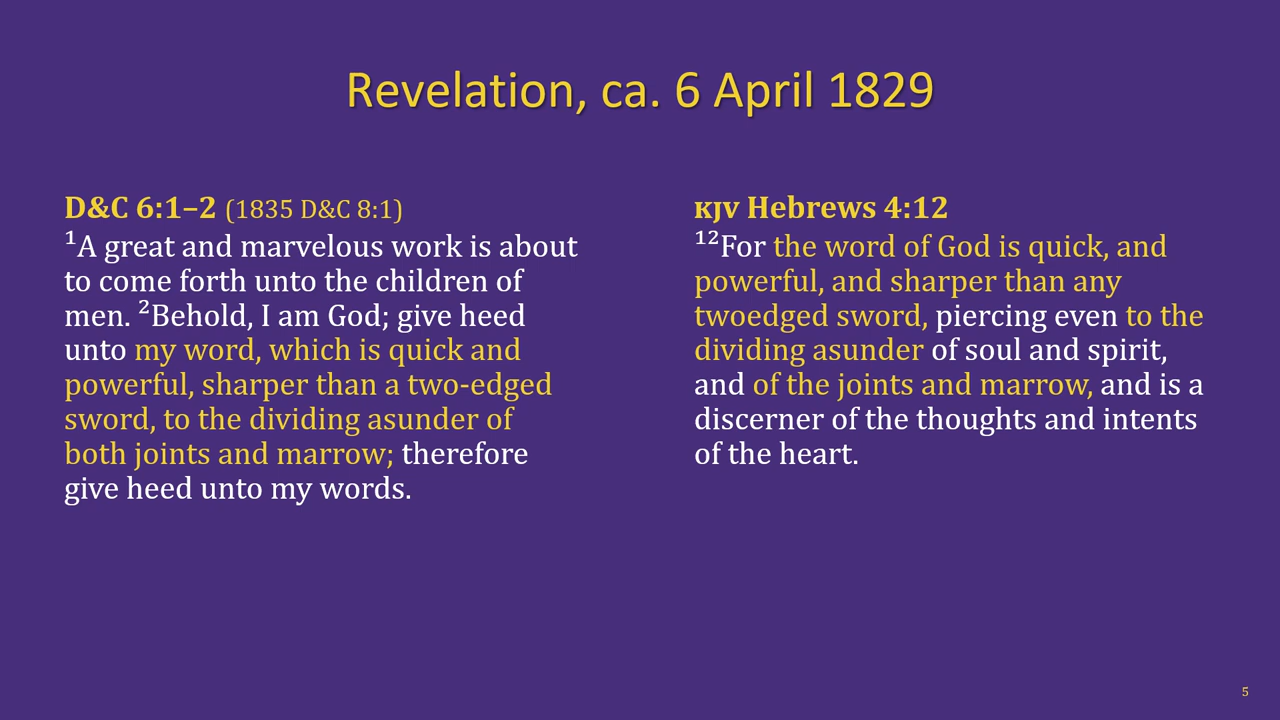 Revelation, ca. 6 April 1829
D&C 6:1–2 (1835 D&C 8:1)
¹A great and marvelous work is about
to come forth unto the children of
men. ²Behold, I am God; give heed
unto my word, which is quick and
powerful, sharper than a two-edged
sword, to the dividing asunder of
both joints and marrow; therefore
give heed unto my words.
KJV Hebrews 4:12
¹²For the word of God is quick, and
powerful, and sharper than any
twoedged sword, piercing even to the
dividing asunder of soul and spirit,
and of the joints and marrow, and is a
discerner of the thoughts and intents
of the heart.
5